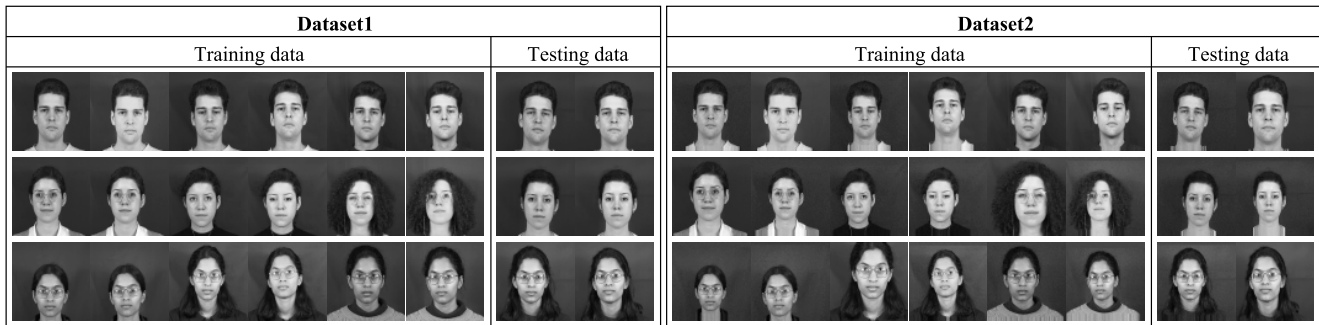 Dataset1
Training data
Testing data
Dataset2
Training data
Testing data